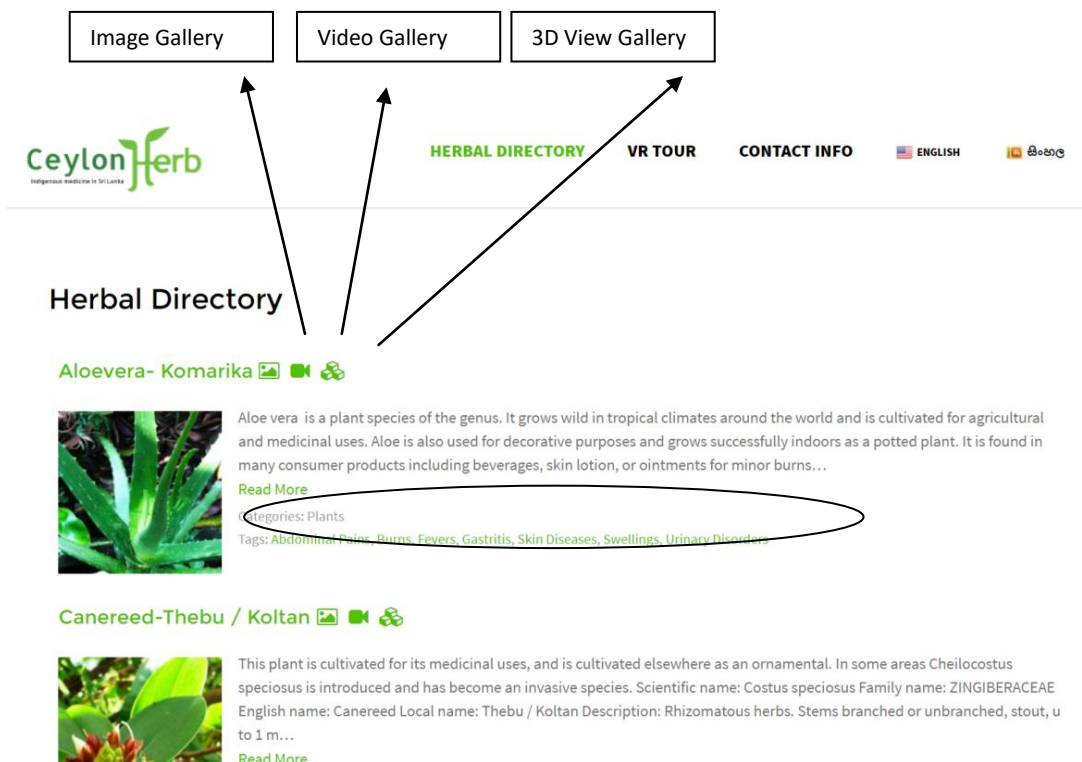 Image Gallery
Video Gallery
3D View Gallery
Ceylon Herb
Indigenous medicine in Sri Lanka
HERBAL DIRECTORY VR TOUR CONTACT INFO ENGLISH සිංහල
Herbal Directory
Aloevera- Komarika
Aloe vera is a plant species of the genus. It grows wild in tropical climates around the world and is cultivated for agricultural
and medicinal uses. Aloe is also used for decorative purposes and grows successfully indoors as a potted plant. It is found in
many consumer products including beverages, skin lotion, or ointments for minor burns…
Read More
Categories: Plants
Tags: Abdominal Pains, Burns, Fevers, Gastritis, Skin Diseases, Swellings, Urinary Disorders
Canereed-Thebu / Koltan
This plant is cultivated for its medicinal uses, and is cultivated elsewhere as an ornamental. In some areas Cheilocostus
speciosus is introduced and has become an invasive species. Scientific name: Costus speciosus Family name: ZINGIBERACEAE
English name: Canereed Local name: Thebu / Koltan Description: Rhizomatous herbs. Stems branched or unbranched, stout, u
to 1 m…
Read More